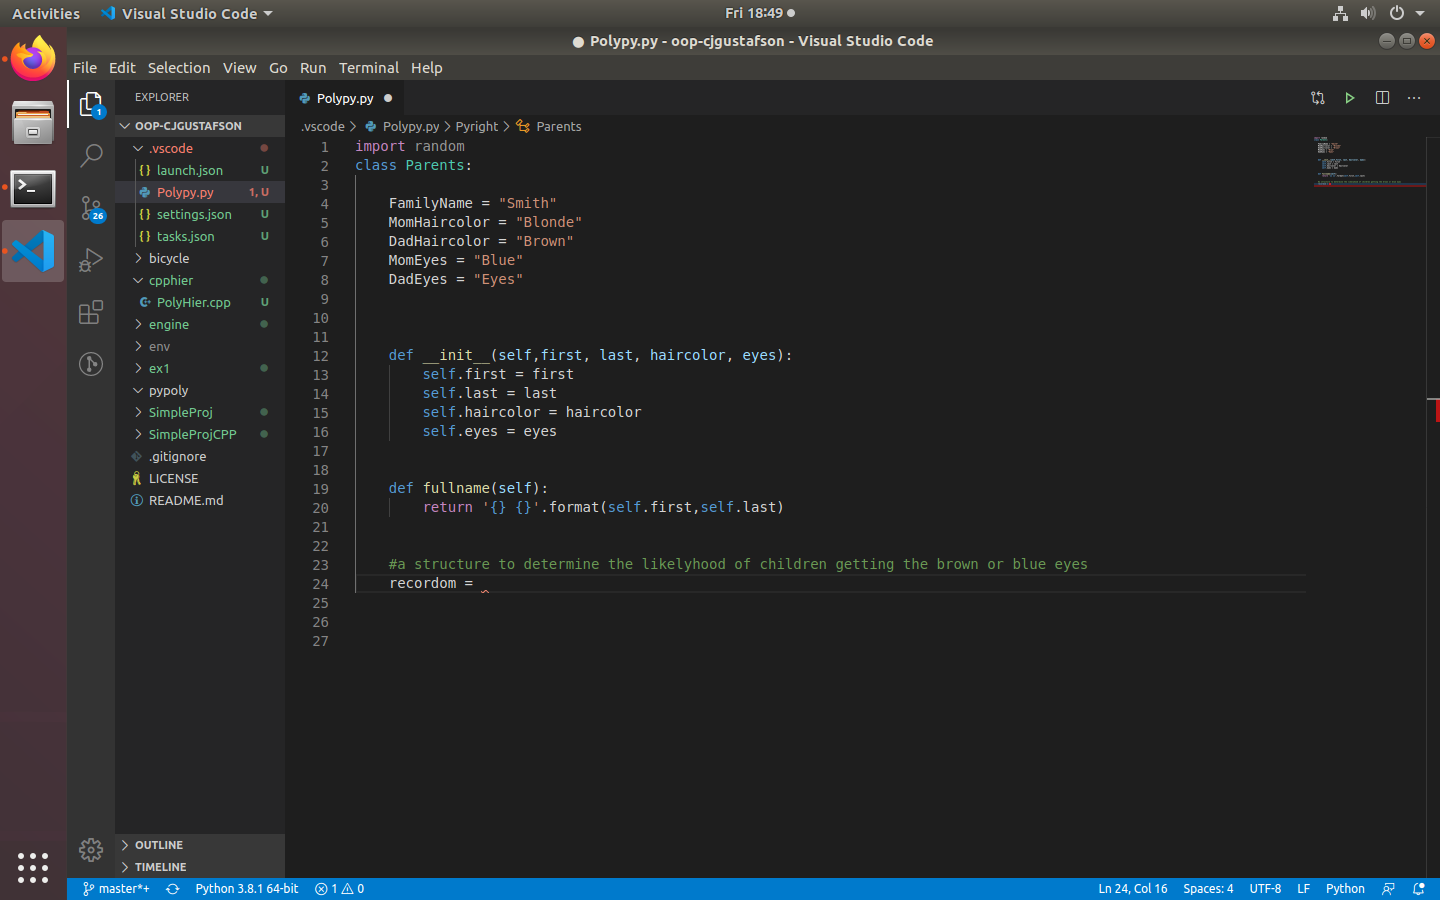 Activities Visual Studio Code Fri 18:49
Polypy.py - oop-cjgustafson - Visual Studio Code
File Edit Selection View Go Run Terminal Help
EXPLORER
OOP-CJGUSTAFSON
.vscode
launch.json U
Polypy.py 1, U
settings.json U
tasks.json U
bicycle
cpphier
PolyHier.cpp U
engine
env
ex1
pypoly
SimpleProj
SimpleProjCPP
.gitignore
LICENSE
README.md
OUTLINE
TIMELINE
1
26
Polypy.py
.vscode > Polypy.py > Pyright > Parents
1 import random
2 class Parents:
3
4 FamilyName = "Smith"
5 MomHaircolor = "Blonde"
6 DadHaircolor = "Brown"
7 MomEyes = "Blue"
8 DadEyes = "Eyes"
9
10
11
12 def __init__(self,first, last, haircolor, eyes):
13 self.first = first
14 self.last = last
15 self.haircolor = haircolor
16 self.eyes = eyes
17
18
19 def fullname(self):
20 return '{} {}'.format(self.first,self.last)
21
22
23 #a structure to determine the likelyhood of children getting the brown or blue eyes
24 recordom =
25
26
27
master*+ Python 3.8.1 64-bit 1 0 Ln 24, Col 16 Spaces: 4 UTF-8 LF Python